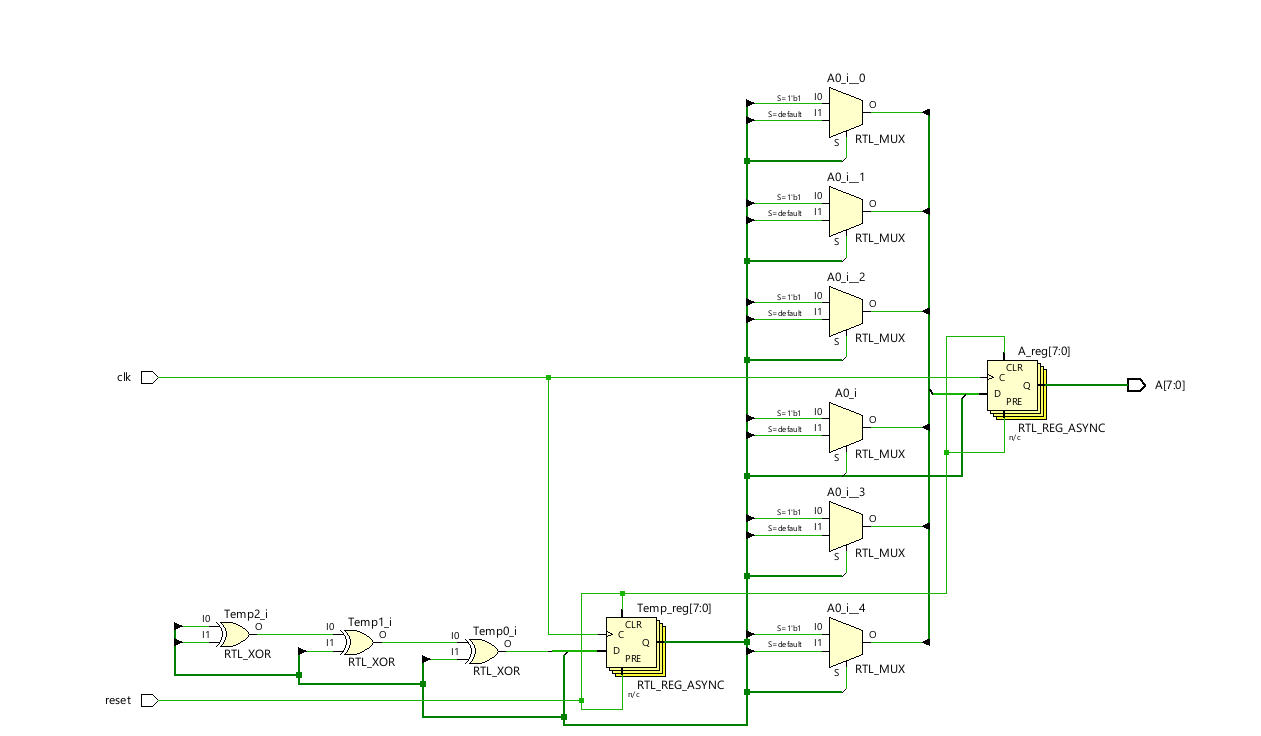 A0_i__0
S=1'b1 I0
O
S=default I1
S
RTL_MUX
A0_i__1
S=1'b1 I0
O
S=default I1
S
RTL_MUX
A0_i__2
S=1'b1 I0
O
S=default I1
S
RTL_MUX
A_reg[7:0]
clk
CLR
C
Q
D
PRE
A[7:0]
RTL_REG_ASYNC
n/c
A0_i
S=1'b1 I0
O
S=default I1
S
RTL_MUX
A0_i__3
S=1'b1 I0
O
S=default I1
S
RTL_MUX
Temp2_i
I0
O
I1
RTL_XOR
Temp1_i
I0
O
I1
RTL_XOR
Temp0_i
I0
O
I1
RTL_XOR
Temp_reg[7:0]
CLR
C
Q
D
PRE
RTL_REG_ASYNC
n/c
A0_i__4
S=1'b1 I0
O
S=default I1
S
RTL_MUX
reset